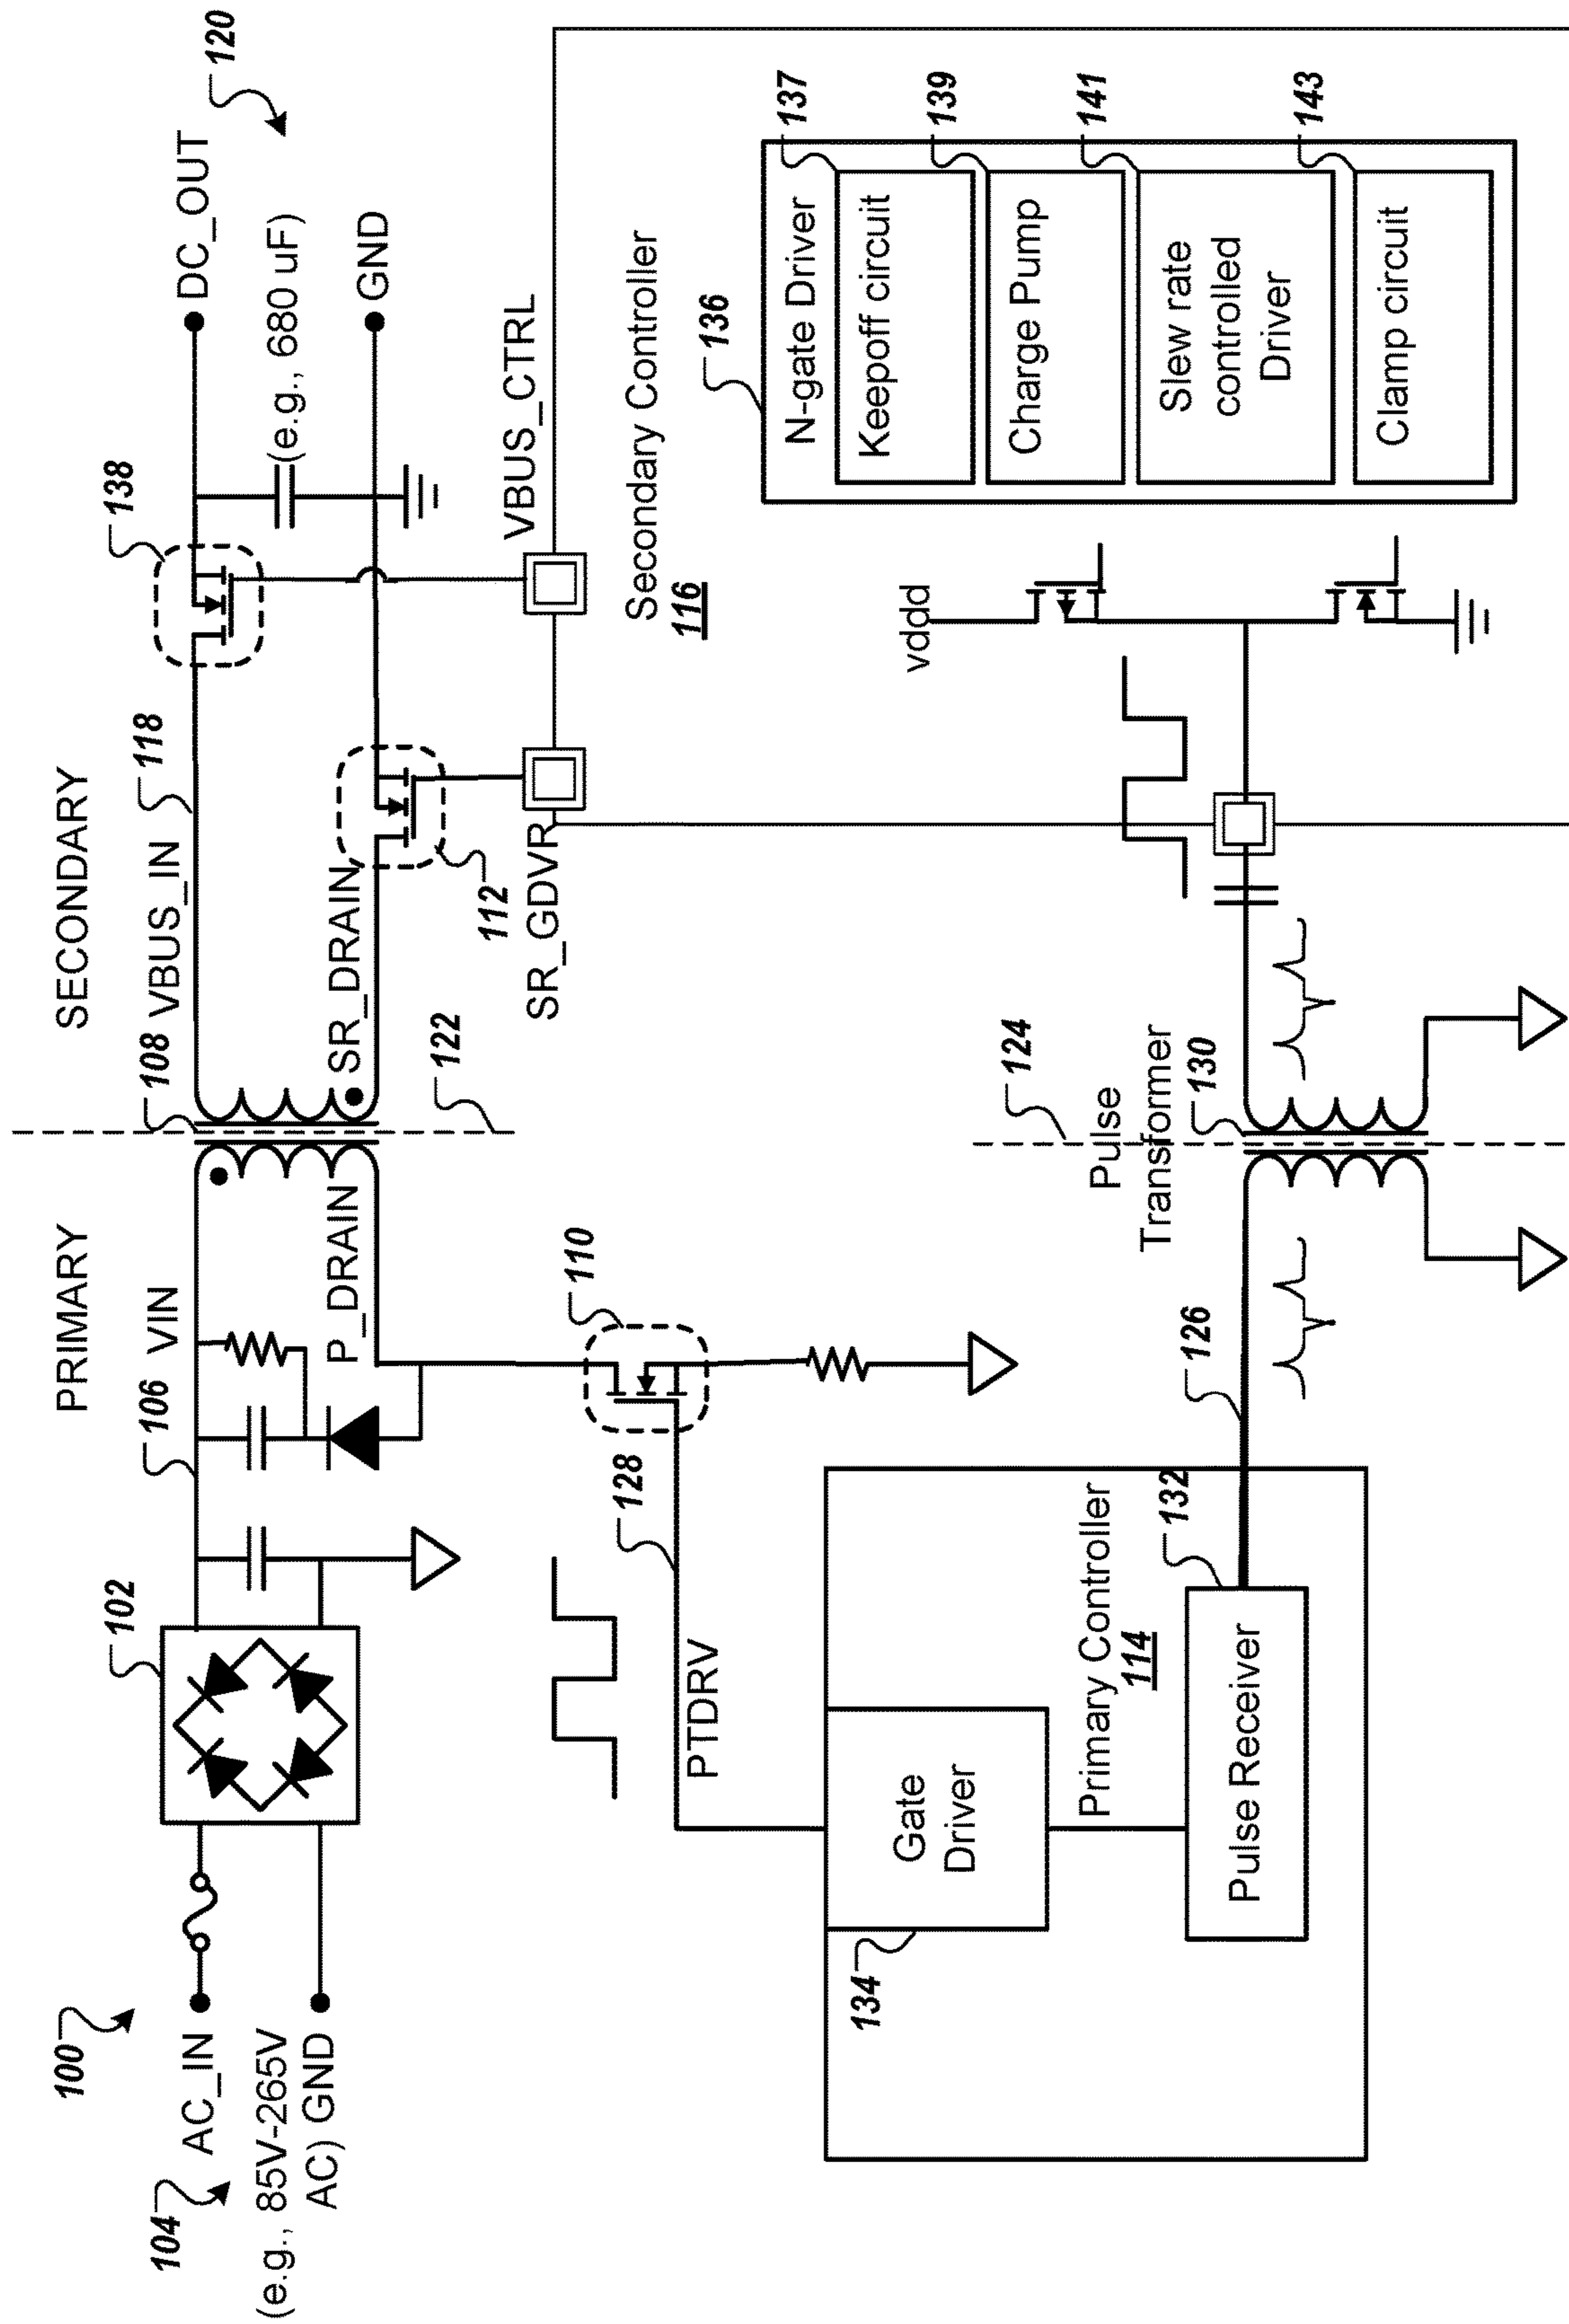 100
120
PRIMARY
SECONDARY
104
AC_IN
(e.g., 85V-265V
AC) GND
102
106
VIN
P_DRAIN
108
VBUS_IN
118
SR_DRAIN
122
112
SR_GDVR
138
DC_OUT
(e.g., 680 uF)
GND
VBUS_CTRL
110
128
PTDRV
Secondary Controller
116
136
N-gate Driver
137
Keepoff circuit
139
Charge Pump
141
Slew rate
controlled
Driver
143
Clamp circuit
vddd
134
Gate
Driver
Primary Controller
114
132
Pulse Receiver
126
Pulse
Transformer
124
130